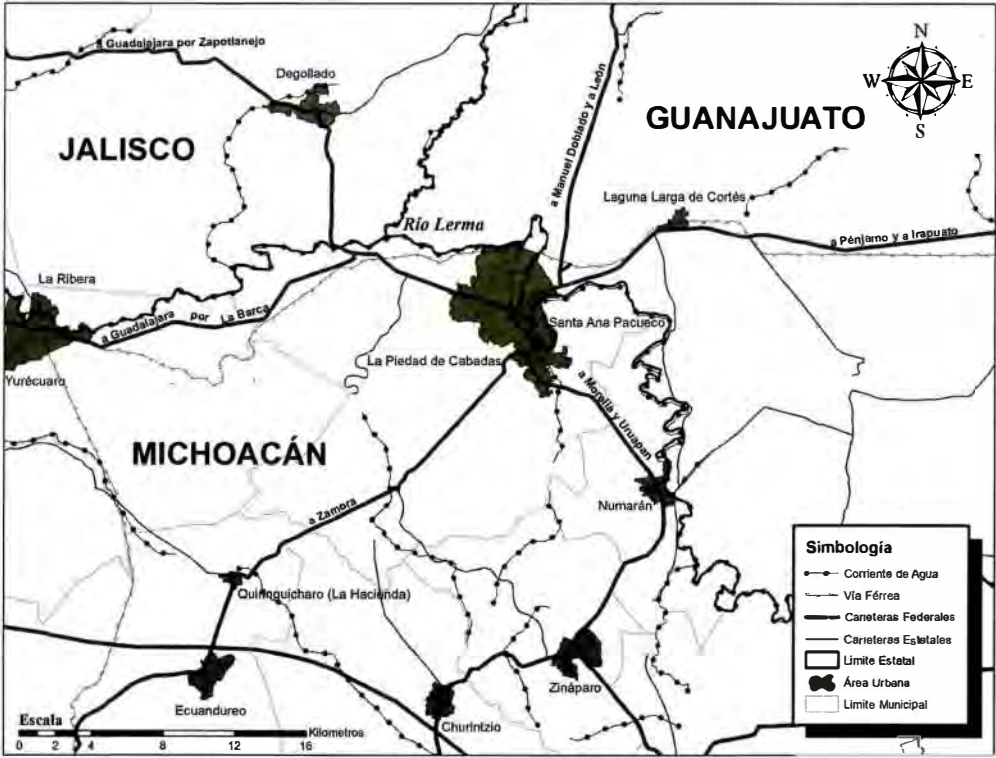 a Guadalajara por Zapotlanejo
N
W E
S
Degollado
a Manuel Doblado y a León
GUANAJUATO
JALISCO
Laguna Larga de Cortés
Río Lerma
a Pénjamo y a Irapuato
La Ribera
a Guadalajara por La Barca
Santa Ana Pacueco
La Piedad de Cabadas
Yurécuaro
a Morelia y Uruapan
MICHOACÁN
Numarán
a Zamora
Quiringuícharo (La Hacienda)
Zináparo
Ecuandureo
Churintzio
Escala
Kilometros
0 2 4 8 12 16
Simbología
Corriente de Agua
Vía Férrea
Carreteras Federales
Carreteras Estatales
Limite Estatal
Área Urbana
Limite Municipal